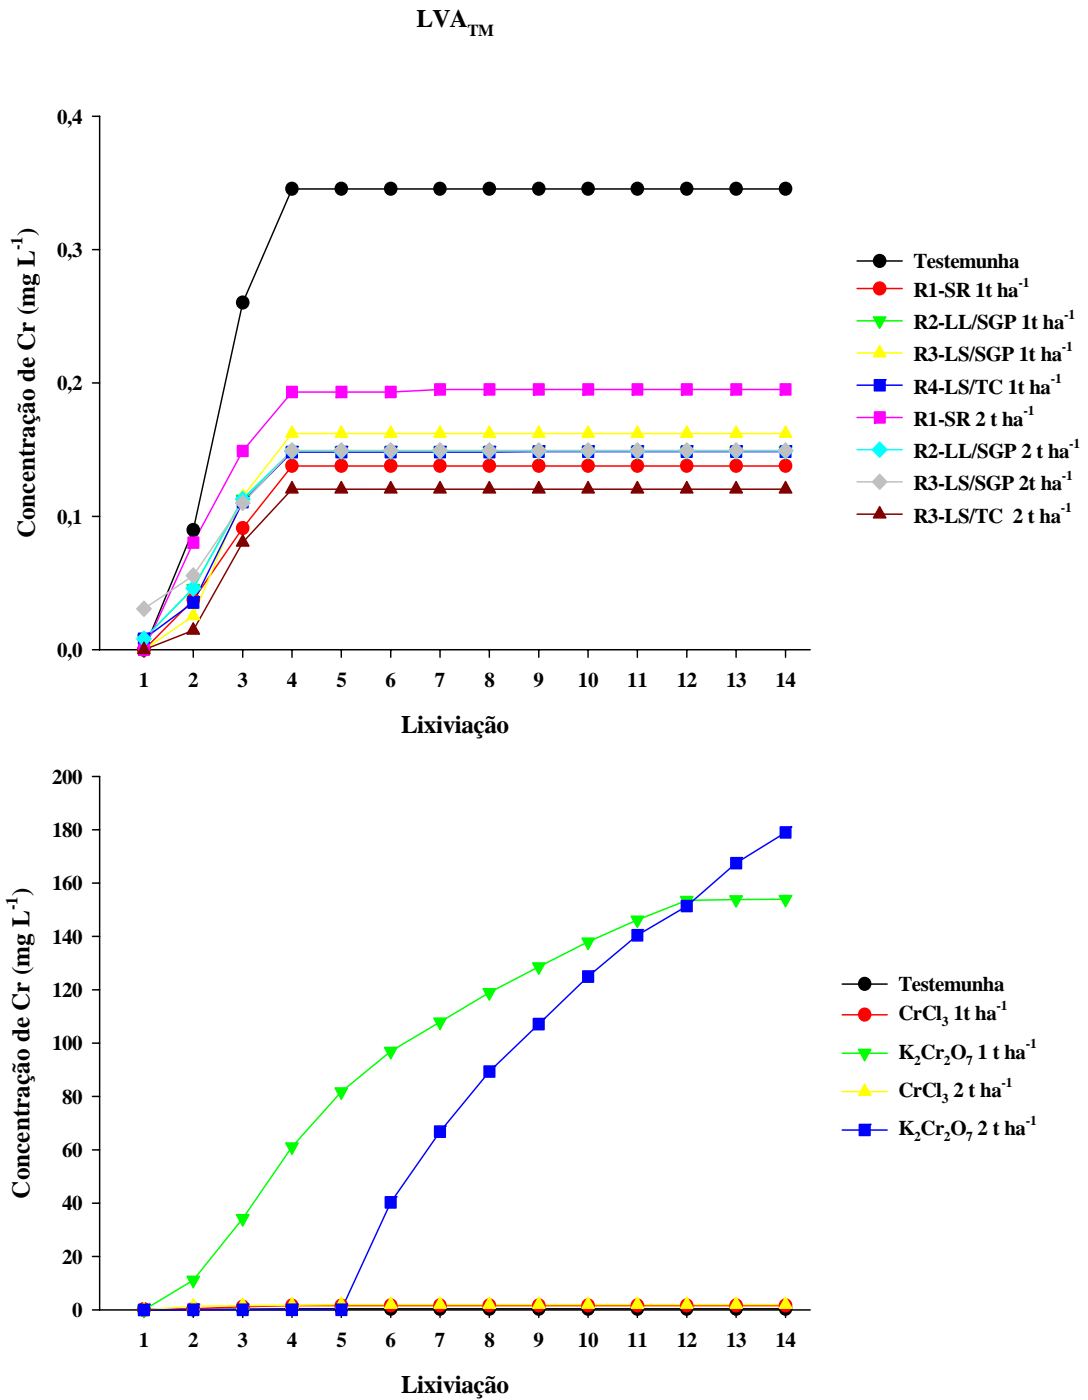 LVA_TM
Concentração de Cr (mg L⁻¹)
0,4
0,3
0,2
0,1
0,0
1 2 3 4 5 6 7 8 9 10 11 12 13 14
Lixiviação
Testemunha
R1-SR 1t ha⁻¹
R2-LL/SGP 1t ha⁻¹
R3-LS/SGP 1t ha⁻¹
R4-LS/TC 1t ha⁻¹
R1-SR 2 t ha⁻¹
R2-LL/SGP 2 t ha⁻¹
R3-LS/SGP 2t ha⁻¹
R3-LS/TC 2 t ha⁻¹
Concentração de Cr (mg L⁻¹)
200
180
160
140
120
100
80
60
40
20
0
1 2 3 4 5 6 7 8 9 10 11 12 13 14
Lixiviação
Testemunha
CrCl₃ 1t ha⁻¹
K₂Cr₂O₇ 1 t ha⁻¹
CrCl₃ 2 t ha⁻¹
K₂Cr₂O₇ 2 t ha⁻¹